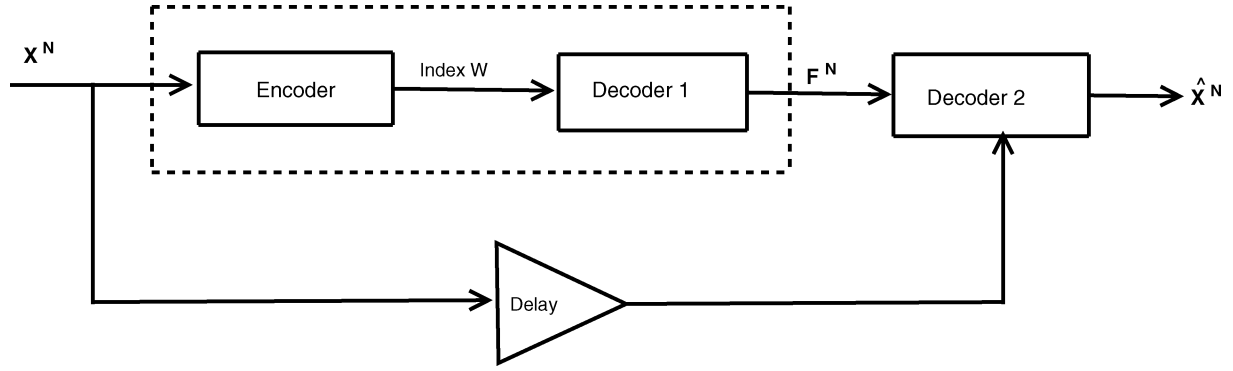 X^N
Encoder
Index W
Decoder 1
F^N
Decoder 2
X̂^N
Delay